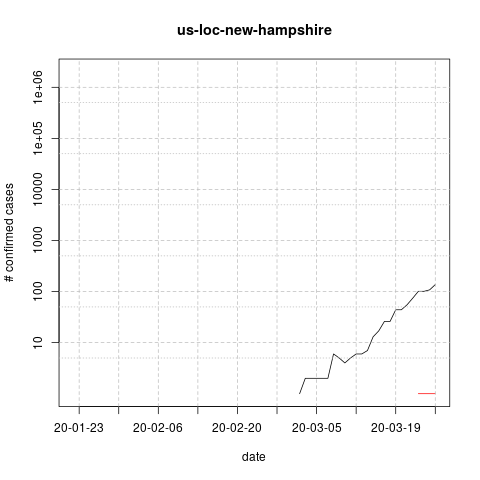 us-loc-new-hampshire
# confirmed cases
1e+06
1e+05
10000
1000
100
10
20-01-23 20-02-06 20-02-20 20-03-05 20-03-19
date